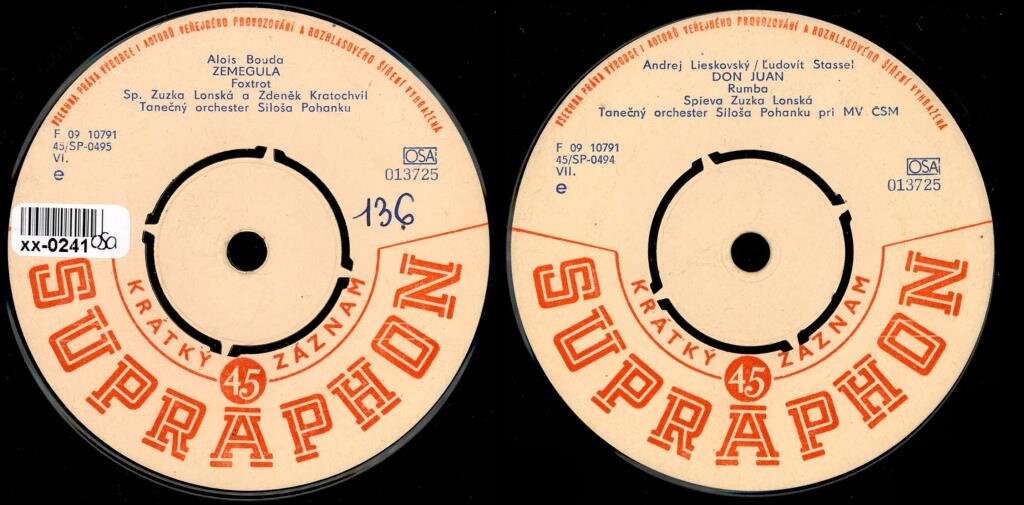 VŠECHNA PRÁVA VÝROBCE I AUTORŮ VEŘEJNÉHO PROVOZOVÁNÍ A ROZHLASOVÉHO ŠÍŘENÍ VYHRAŽENA
Alois Bouda
ZEMEGULA
Foxtrot
Sp. Zuzka Lonská a Zdeněk Kratochvíl
Tanečný orchester Siloša Pohanku
F 09 10791
45/SP-0495
VI.
e
OSA
013725
136
xx-0241 OSA
KRÁTKÝ 45 ZÁZNAM
SUPRAPHON
VŠECHNA PRÁVA VÝROBCE I AUTORŮ VEŘEJNÉHO PROVOZOVÁNÍ A ROZHLASOVÉHO ŠÍŘENÍ VYHRAŽENA
Andrej Lieskovský/Ľudovít Stassel
DON JUAN
Rumba
Spieva Zuzka Lonská
Tanečný orchester Siloša Pohanku pri MV ČSM
F 09 10791
45/SP-0494
VII.
e
OSA
013725
KRÁTKÝ 45 ZÁZNAM
SUPRAPHON